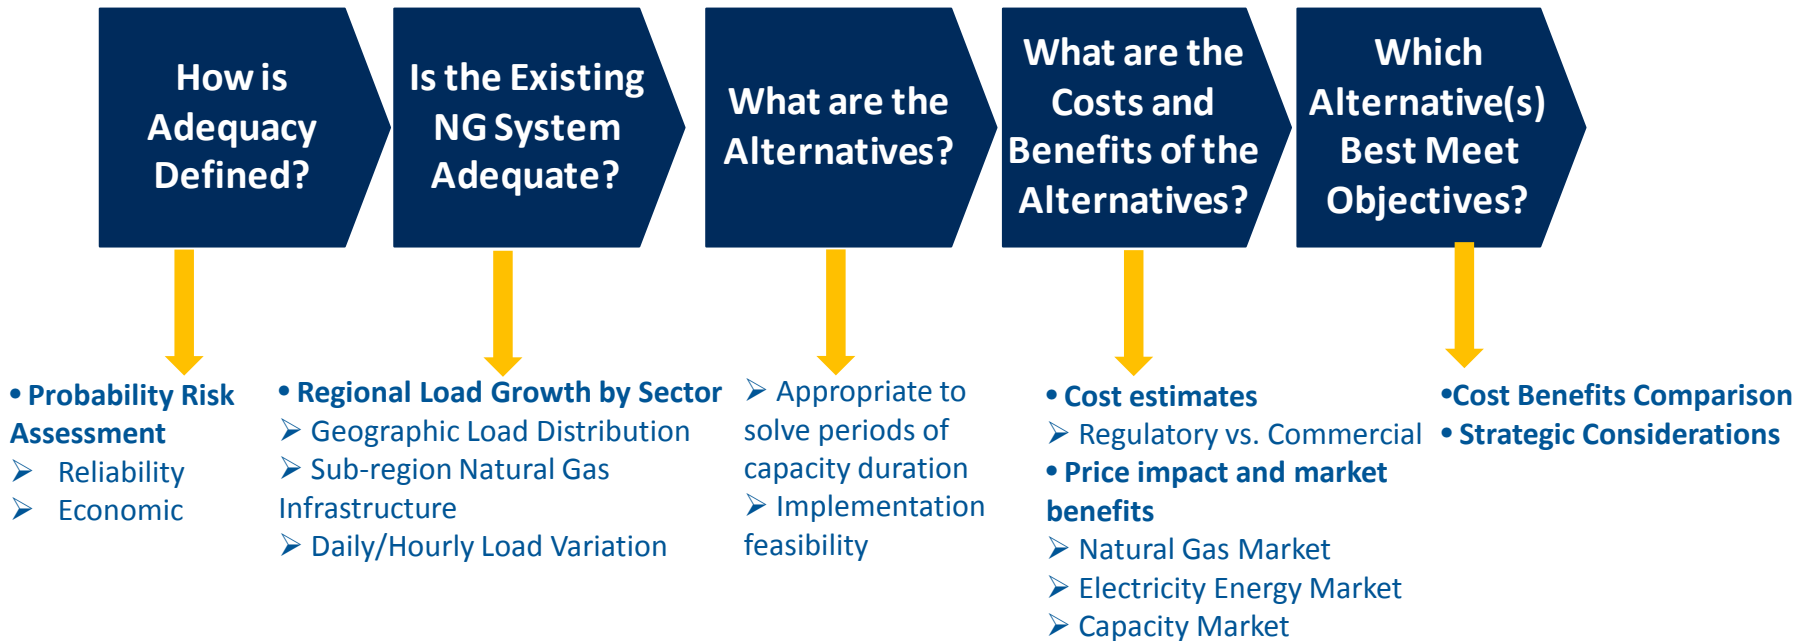 How is
Adequacy
Defined?
Is the Existing
NG System
Adequate?
What are the
Alternatives?
What are the
Costs and
Benefits of the
Alternatives?
Which
Alternative(s)
Best Meet
Objectives?
• Probability Risk
Assessment
➢ Reliability
➢ Economic
• Regional Load Growth by Sector
➢ Geographic Load Distribution
➢ Sub-region Natural Gas
Infrastructure
➢ Daily/Hourly Load Variation
➢ Appropriate to
solve periods of
capacity duration
➢ Implementation
feasibility
• Cost estimates
➢ Regulatory vs. Commercial
• Price impact and market
benefits
➢ Natural Gas Market
➢ Electricity Energy Market
➢ Capacity Market
•Cost Benefits Comparison
• Strategic Considerations